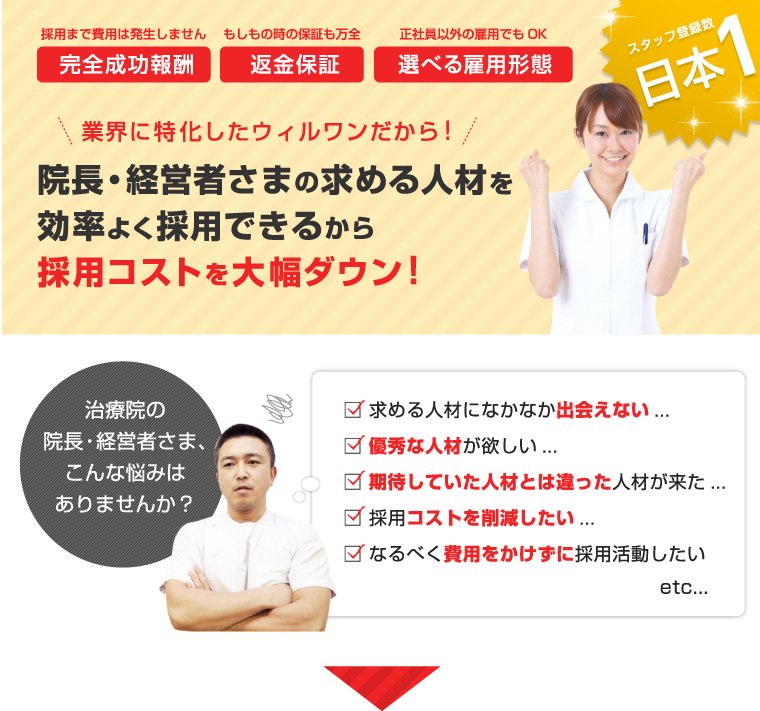 採用まで費用は発生しません
もしもの時の保証も万全
正社員以外の雇用でもOK
完全成功報酬
返金保証
選べる雇用形態
スタッフ登録数
日本1
業界に特化したウィルワンだから！
院長・経営者さまの求める人材を
効率よく採用できるから
採用コストを大幅ダウン！
治療院の
院長・経営者さま、
こんな悩みは
ありませんか？
求める人材になかなか出会えない ...
優秀な人材が欲しい ...
期待していた人材とは違った人材が来た ...
採用コストを削減したい ...
なるべく費用をかけずに採用活動したい
etc...